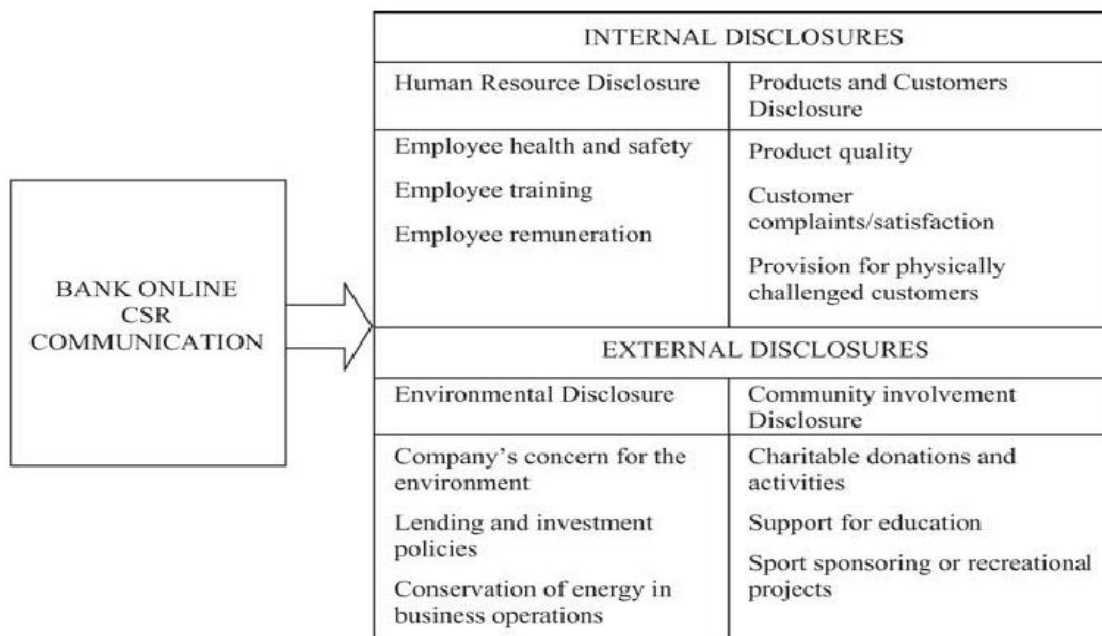 BANK ONLINE
CSR
COMMUNICATION
INTERNAL DISCLOSURES
Human Resource Disclosure
Products and Customers
Disclosure
Employee health and safety
Employee training
Employee remuneration
Product quality
Customer
complaints/satisfaction
Provision for physically
challenged customers
EXTERNAL DISCLOSURES
Environmental Disclosure
Community involvement
Disclosure
Company's concern for the
environment
Lending and investment
policies
Conservation of energy in
business operations
Charitable donations and
activities
Support for education
Sport sponsoring or recreational
projects